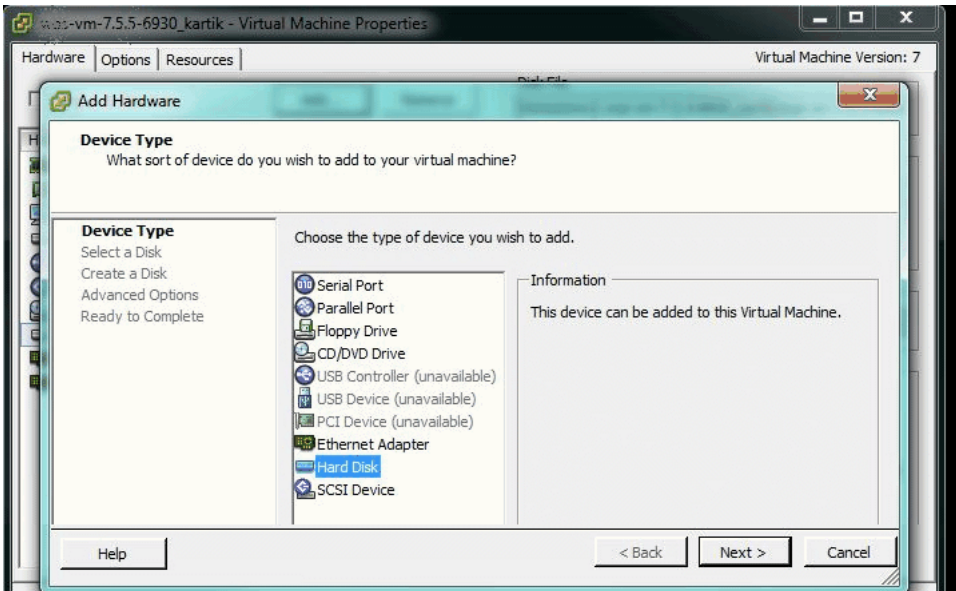 -vm-7.5.5-6930_kartik - Virtual Machine Properties
Hardware Options Resources
Virtual Machine Version: 7
Disk File
Add Hardware
Device Type
What sort of device do you wish to add to your virtual machine?
Device Type
Select a Disk
Create a Disk
Advanced Options
Ready to Complete
Choose the type of device you wish to add.
Serial Port
Parallel Port
Floppy Drive
CD/DVD Drive
USB Controller (unavailable)
USB Device (unavailable)
PCI Device (unavailable)
Ethernet Adapter
Hard Disk
SCSI Device
Information
This device can be added to this Virtual Machine.
Help
< Back
Next >
Cancel